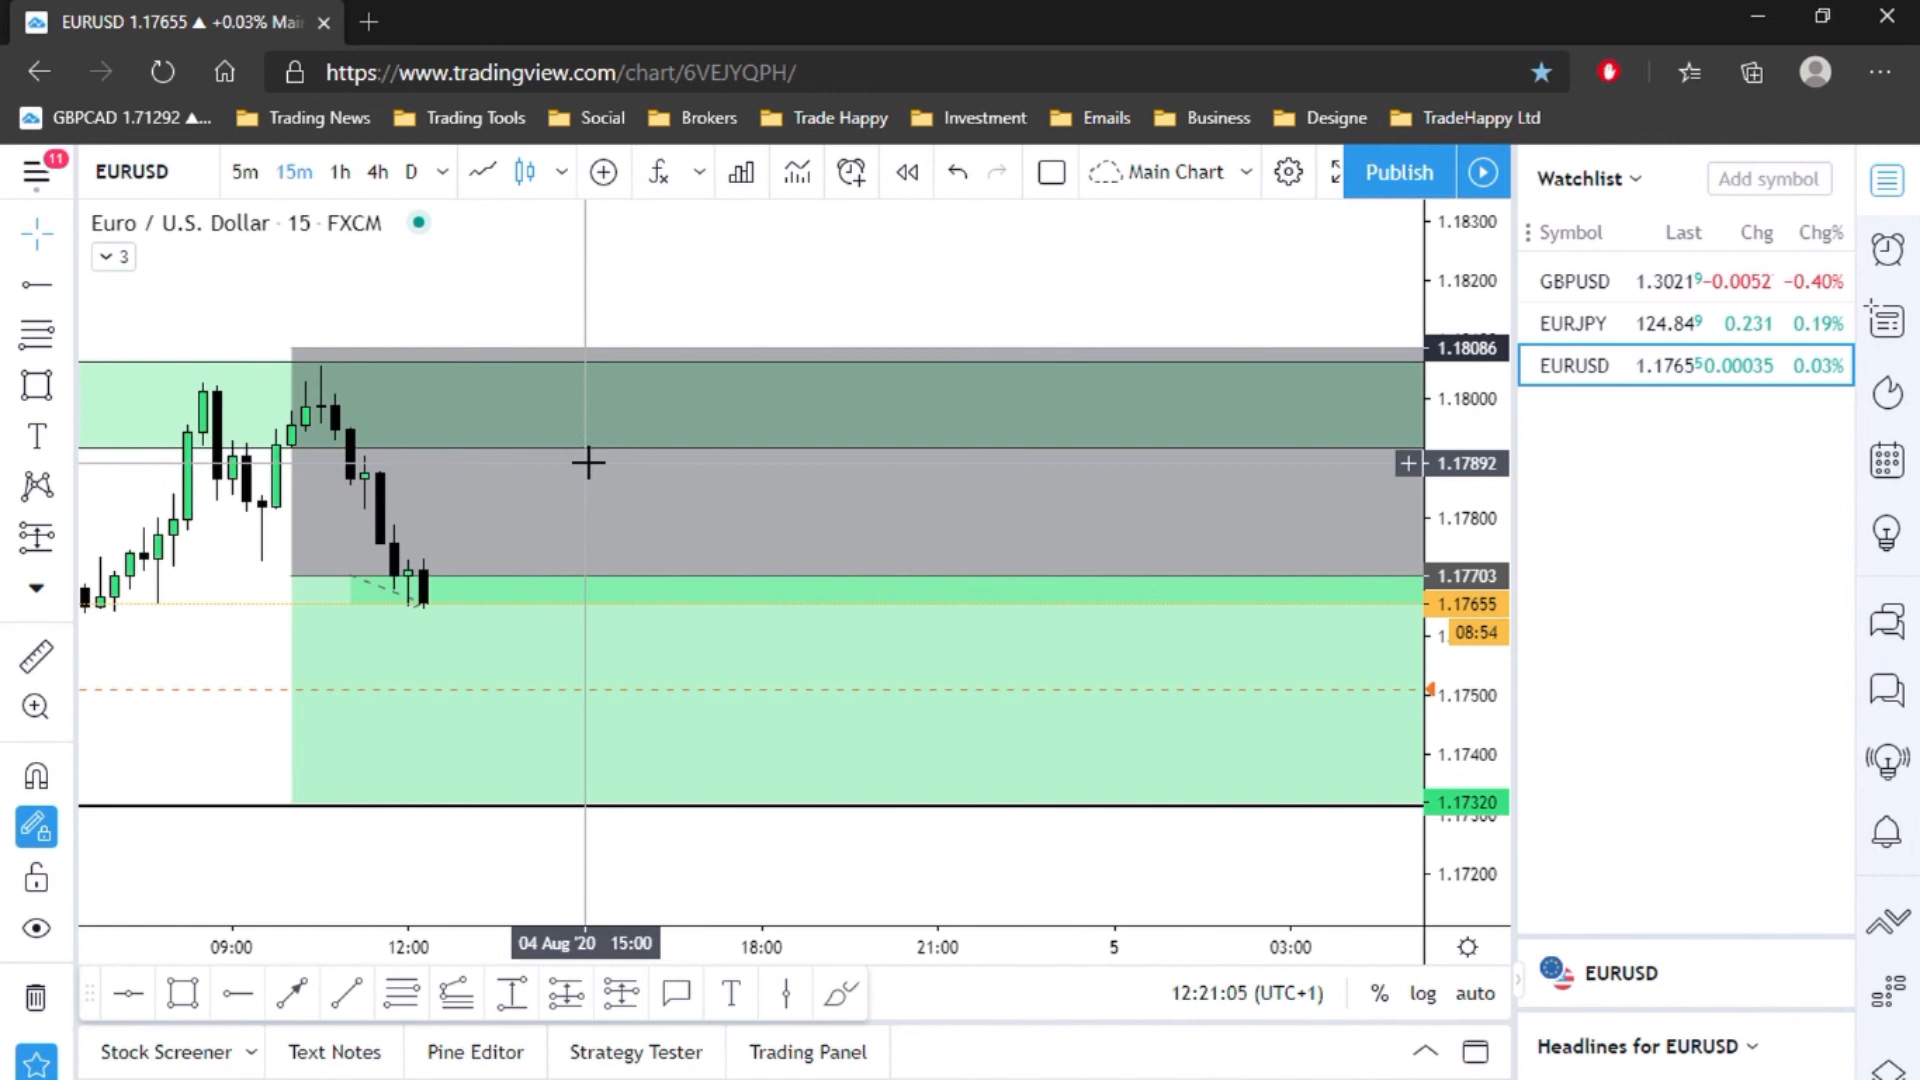 EURUSD 1.17655 ▲ +0.03% Mai
https://www.tradingview.com/chart/6VEJYQPH/
GBPCAD 1.71292 ▲... Trading News Trading Tools Social Brokers Trade Happy Investment Emails Business Designe TradeHappy Ltd
11
EURUSD 5m 15m 1h 4h D Main Chart Publish
Euro / U.S. Dollar · 15 · FXCM
3
1.18300
1.18200
1.18086
1.18000
1.17892
1.17800
1.17703
1.17655
08:54
1.17500
1.17400
1.17320
1.17300
1.17200
09:00 12:00 04 Aug '20 15:00 18:00 21:00 5 03:00
12:21:05 (UTC+1) % log auto
Stock Screener Text Notes Pine Editor Strategy Tester Trading Panel
Watchlist Add symbol
Symbol Last Chg Chg%
GBPUSD 1.30219 -0.0052 -0.40%
EURJPY 124.849 0.231 0.19%
EURUSD 1.17655 0.00035 0.03%
EURUSD
Headlines for EURUSD